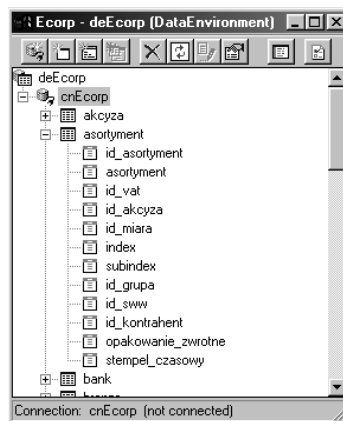 Ecorp - deEcorp (DataEnvironment)
deEcorp
cnEcorp
akcyza
asortyment
id_asortyment
asortyment
id_vat
id_akcyza
id_miara
index
subindex
id_grupa
id_sww
id_kontrahent
opakowanie_zwrotne
stempel_czasowy
bank
Connection: cnEcorp (not connected)